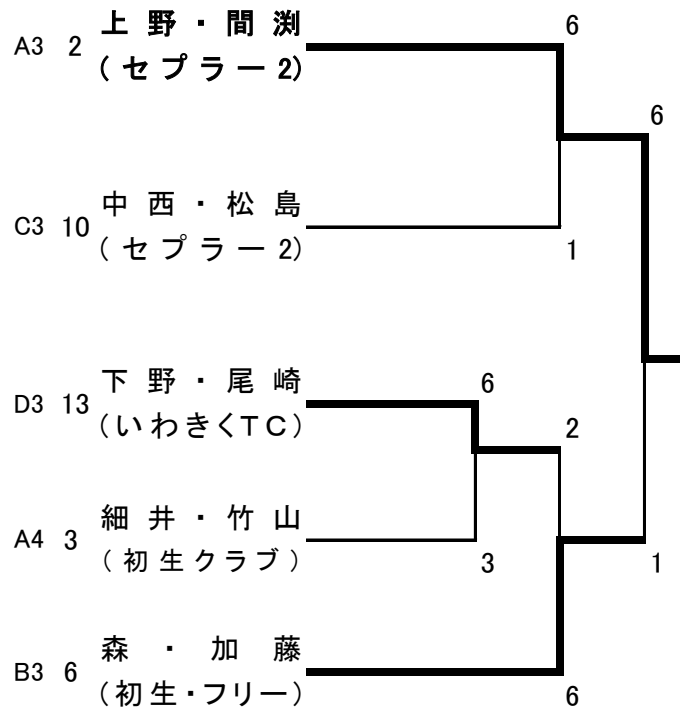 上野・間渕
A3 2
(セプラー2)
6
6
中西・松島
C3 10
(セプラー2)
1
下野・尾崎
D3 13
(いわきくTC)
6
2
細井・竹山
A4 3
(初生クラブ)
3
1
森・加藤
B3 6
(初生・フリー)
6